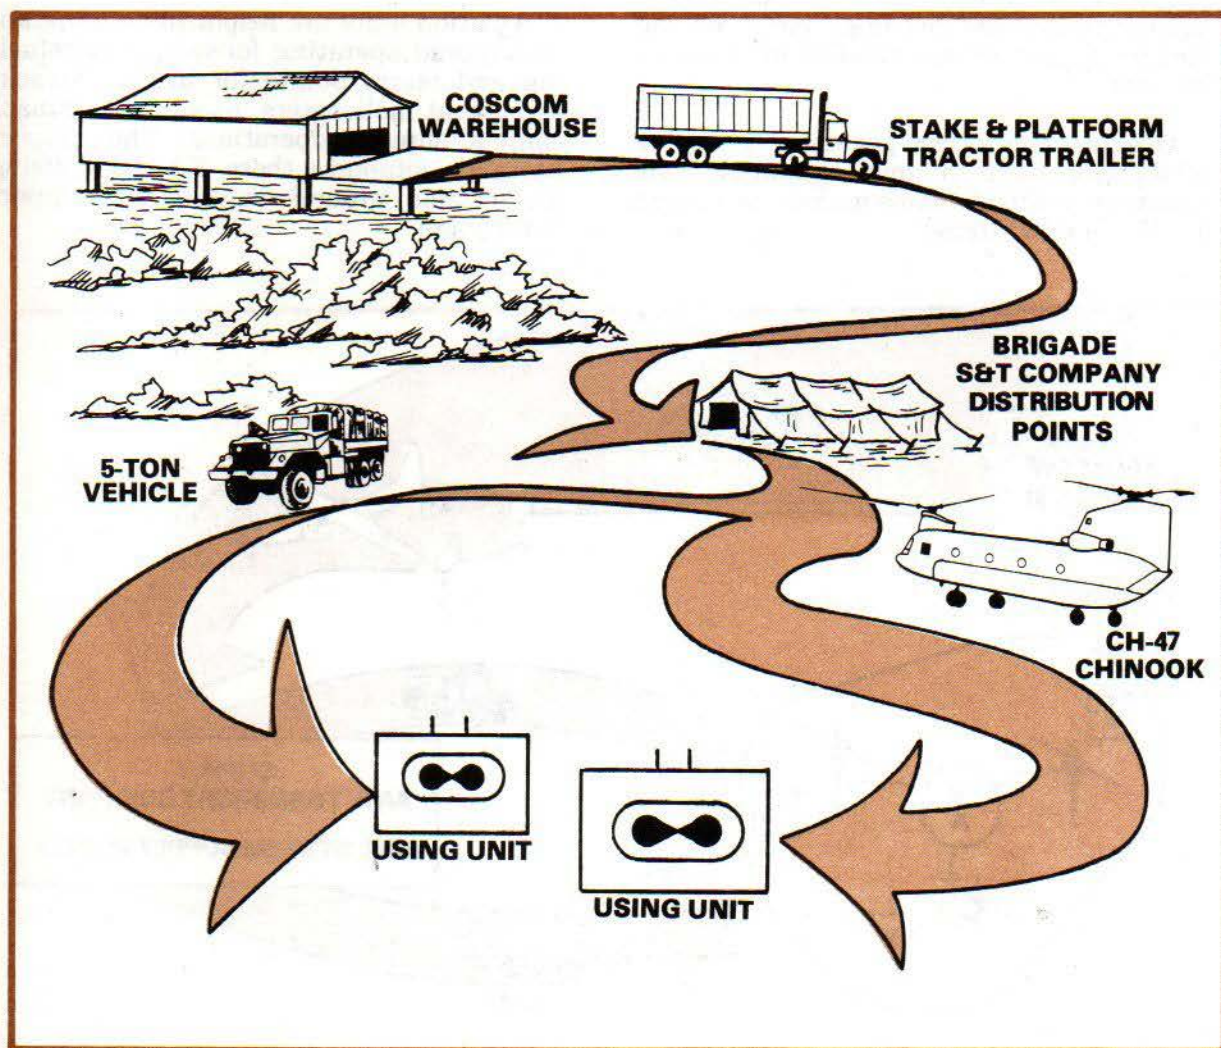 COSCOM
WAREHOUSE
STAKE & PLATFORM
TRACTOR TRAILER
BRIGADE
S&T COMPANY
DISTRIBUTION
POINTS
5-TON
VEHICLE
CH-47
CHINOOK
USING UNIT
USING UNIT